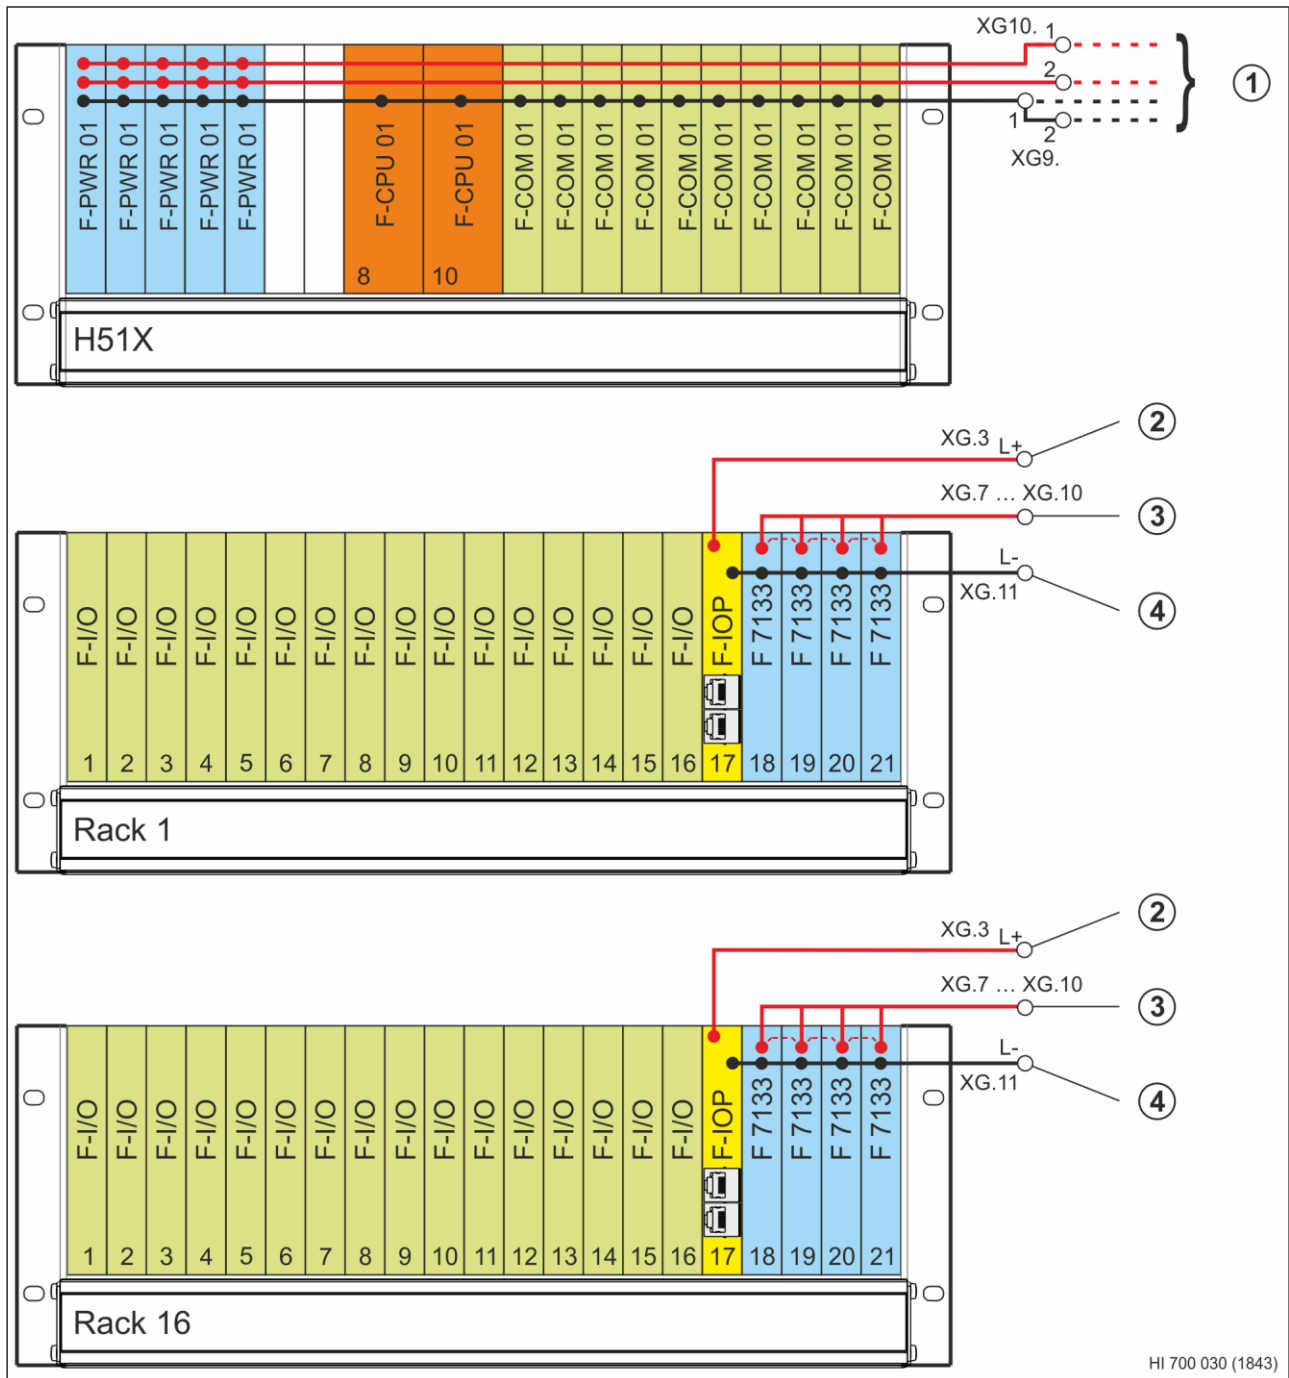 XG10. 1
2
1
2
XG9.
1
F-PWR 01 F-PWR 01 F-PWR 01 F-PWR 01 F-PWR 01 F-CPU 01 F-CPU 01 F-COM 01 F-COM 01 F-COM 01 F-COM 01 F-COM 01 F-COM 01 F-COM 01 F-COM 01 F-COM 01 F-COM 01
8 10
H51X
XG.3 L+
2
XG.7 ... XG.10
3
L-
XG.11
4
F-I/O F-I/O F-I/O F-I/O F-I/O F-I/O F-I/O F-I/O F-I/O F-I/O F-I/O F-I/O F-I/O F-I/O F-I/O F-I/O F-IOP F 7133 F 7133 F 7133 F 7133
1 2 3 4 5 6 7 8 9 10 11 12 13 14 15 16 17 18 19 20 21
Rack 1
XG.3 L+
2
XG.7 ... XG.10
3
L-
XG.11
4
F-I/O F-I/O F-I/O F-I/O F-I/O F-I/O F-I/O F-I/O F-I/O F-I/O F-I/O F-I/O F-I/O F-I/O F-I/O F-I/O F-IOP F 7133 F 7133 F 7133 F 7133
1 2 3 4 5 6 7 8 9 10 11 12 13 14 15 16 17 18 19 20 21
Rack 16
HI 700 030 (1843)